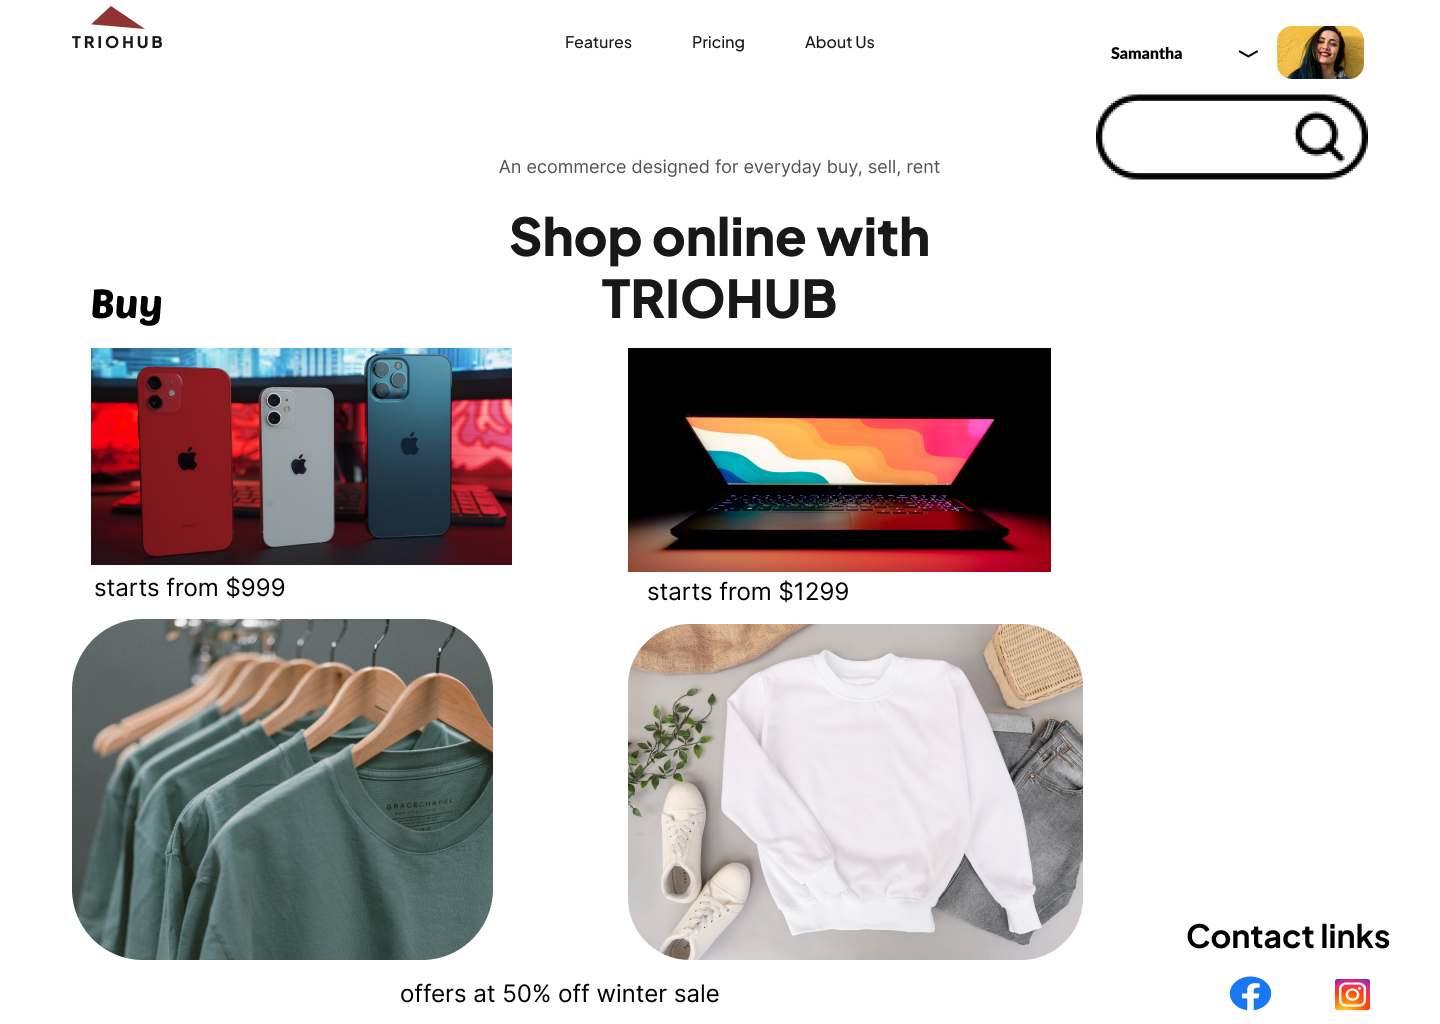 TRIOHUB
Features
Pricing
About Us
Samantha
An ecommerce designed for everyday buy, sell, rent
Shop online with
TRIOHUB
Buy
starts from $999
starts from $1299
GRACECHAPEL
offers at 50% off winter sale
Contact links